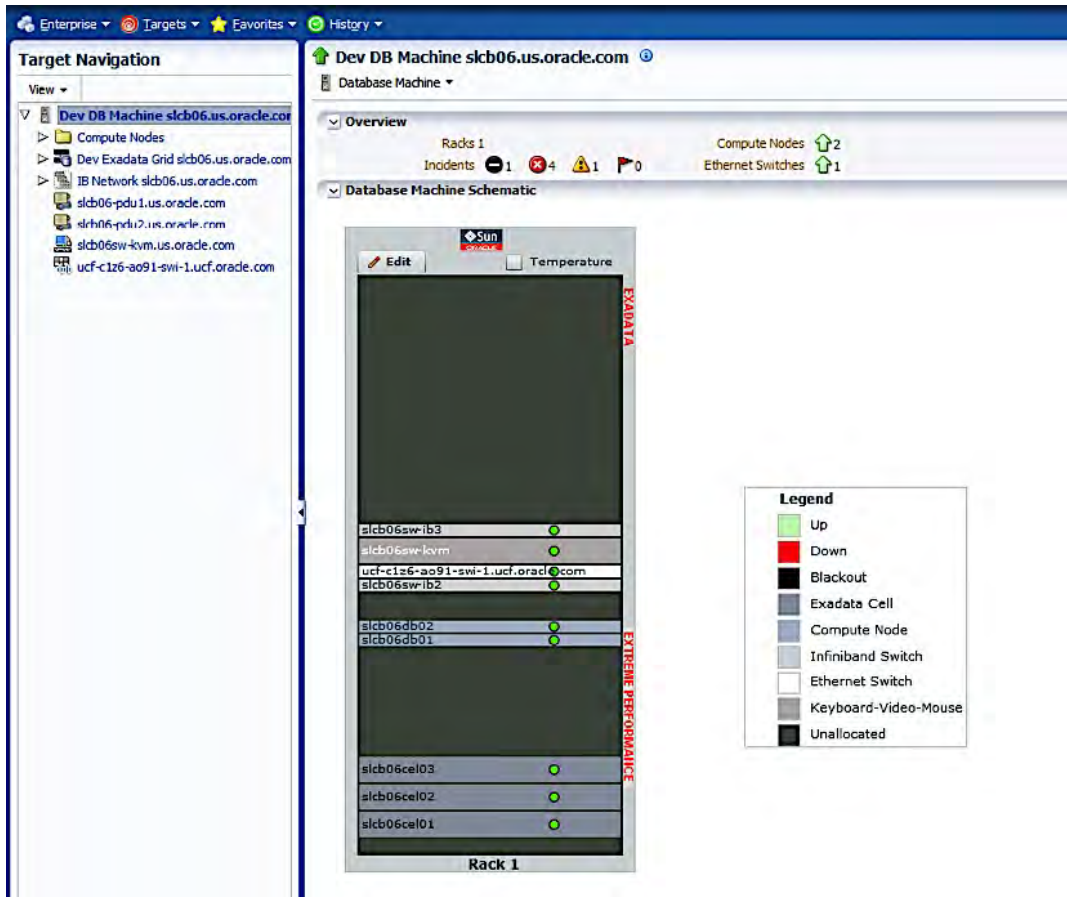 Enterprise Targets Favorites History
Target Navigation
View
Dev DB Machine slcb06.us.oracle.cor
Compute Nodes
Dev Exadata Grid slcb06.us.oracle.com
IB Network slcb06.us.oracle.com
slcb06-pdu1.us.oracle.com
slcb06-pdu2.us.oracle.com
slcb06sw-kvm.us.oracle.com
ucf-c1z6-ao91-swi-1.ucf.oracle.com
Dev DB Machine slcb06.us.oracle.com
Database Machine
Overview
Racks 1 Compute Nodes 2
Incidents 1 4 1 0 Ethernet Switches 1
Database Machine Schematic
Sun
ORACLE
Edit Temperature
EXADATA
slcb06sw-ib3
slcb06sw-kvm
ucf-c1z6-ao91-swi-1.ucf.oracle.com
slcb06sw-ib2
slcb06db02
slcb06db01
EXTREME PERFORMANCE
slcb06cel03
slcb06cel02
slcb06cel01
Rack 1
Legend
Up
Down
Blackout
Exadata Cell
Compute Node
Infiniband Switch
Ethernet Switch
Keyboard-Video-Mouse
Unallocated